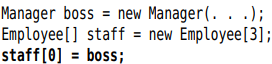 Manager boss = new Manager(. . .);
Employee[] staff = new Employee[3];
staff[0] = boss;